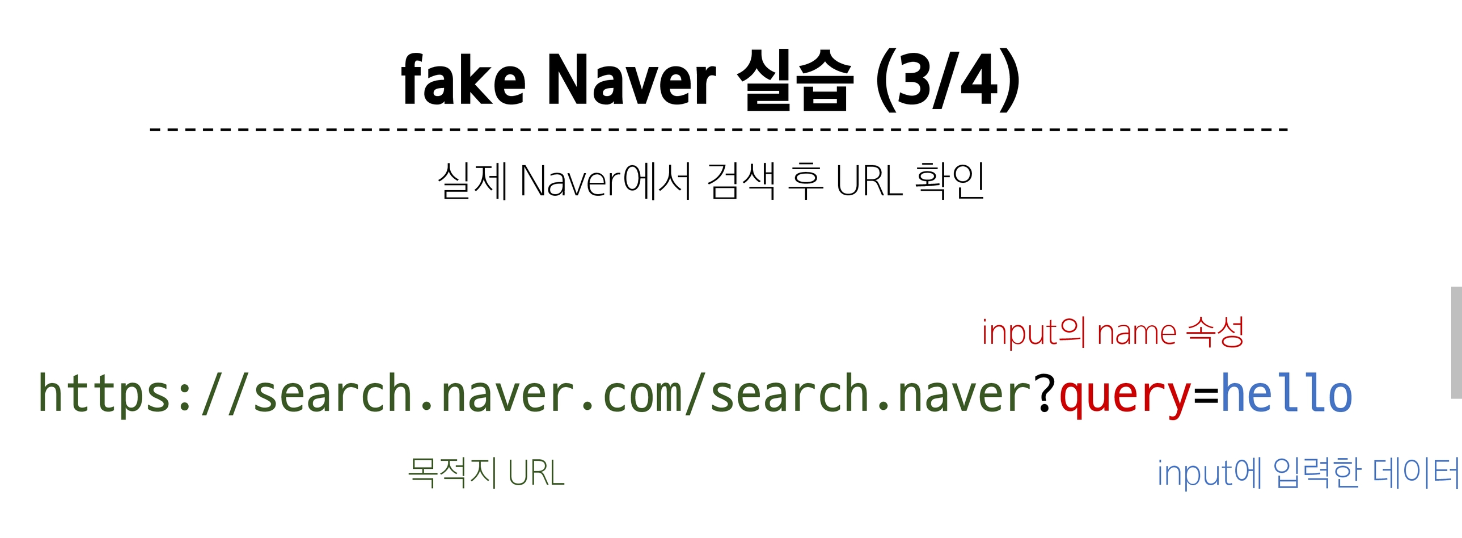 fake Naver 실습 (3/4)
실제 Naver에서 검색 후 URL 확인
input의 name 속성
https://search.naver.com/search.naver?query=hello
목적지 URL
input에 입력한 데이터